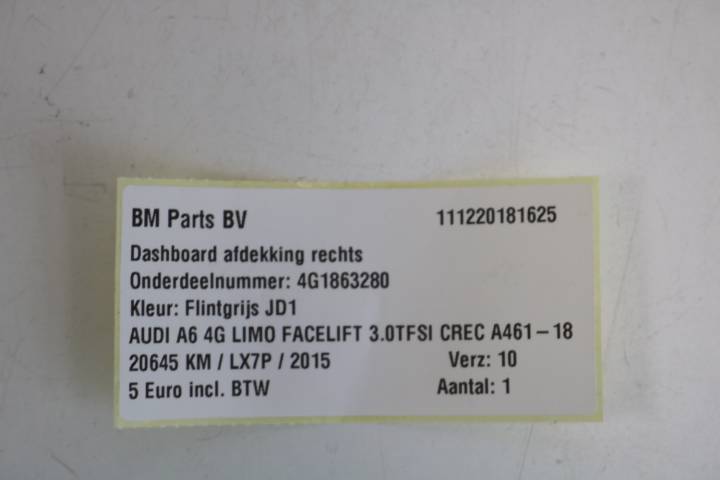 BM Parts BV 111220181625
Dashboard afdekking rechts
Onderdeelnummer: 4G1863280
Kleur: Flintgrijs JD1
AUDI A6 4G LIMO FACELIFT 3.0TFSI CREC A461-18
20645 KM / LX7P / 2015 Verz: 10
5 Euro incl. BTW Aantal: 1